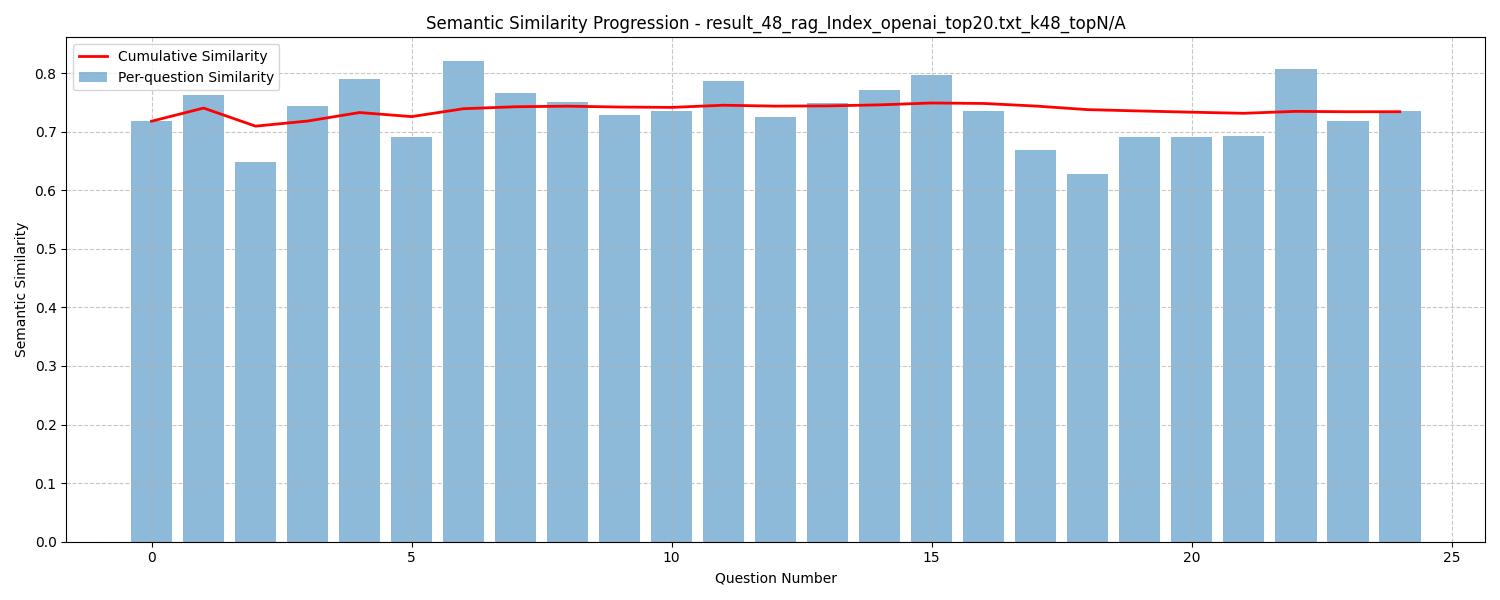 Semantic Similarity Progression - result_48_rag_Index_openai_top20.txt_k48_topN/A
Cumulative Similarity
Per-question Similarity
0.8
0.7
0.6
0.5
0.4
0.3
0.2
0.1
0.0
Semantic Similarity
0 5 10 15 20 25
Question Number